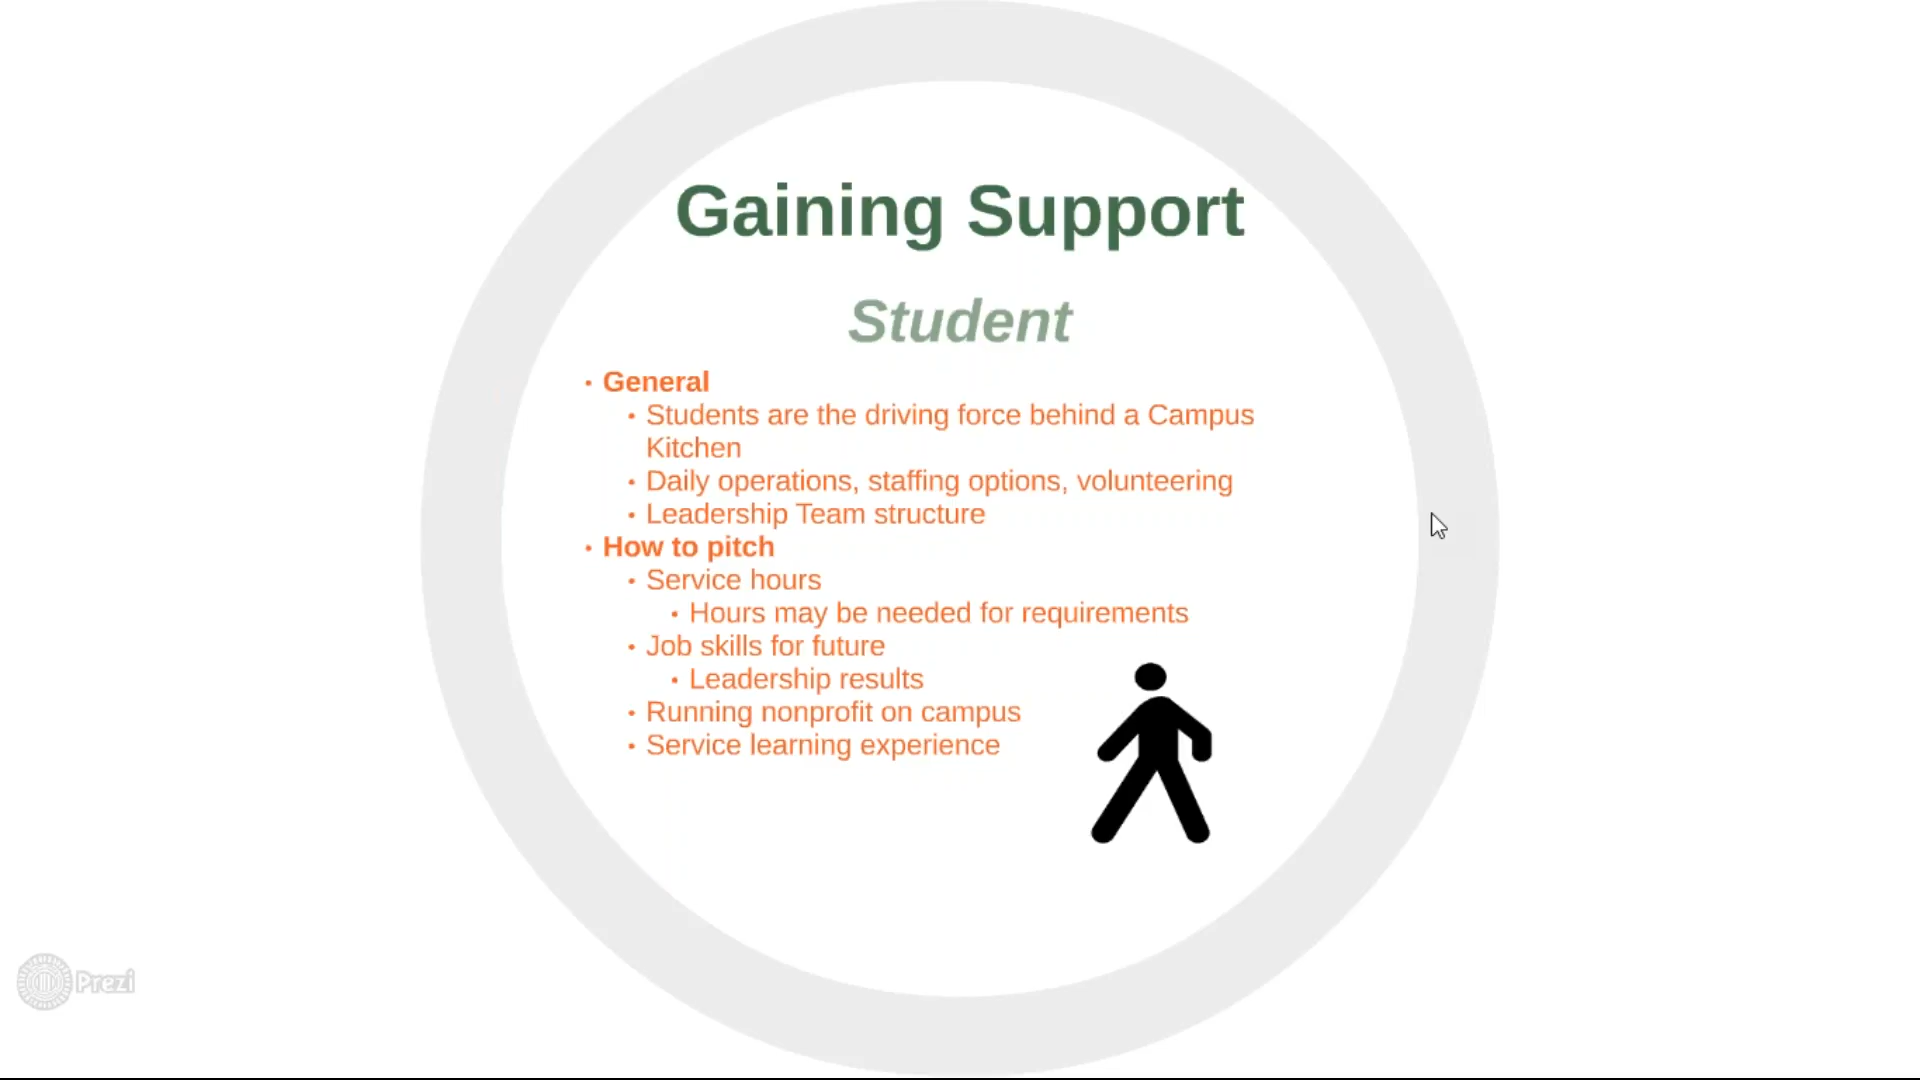 Gaining Support
Student
• General
• Students are the driving force behind a Campus
Kitchen
• Daily operations, staffing options, volunteering
• Leadership Team structure
• How to pitch
• Service hours
• Hours may be needed for requirements
• Job skills for future
• Leadership results
• Running nonprofit on campus
• Service learning experience
Prezi